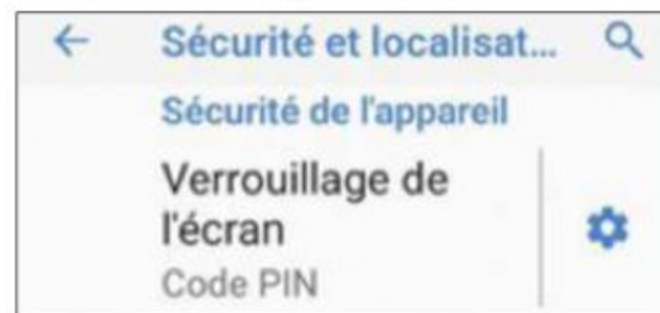 Sécurité et localisat...
Sécurité de l'appareil
Verrouillage de
l'écran
Code PIN